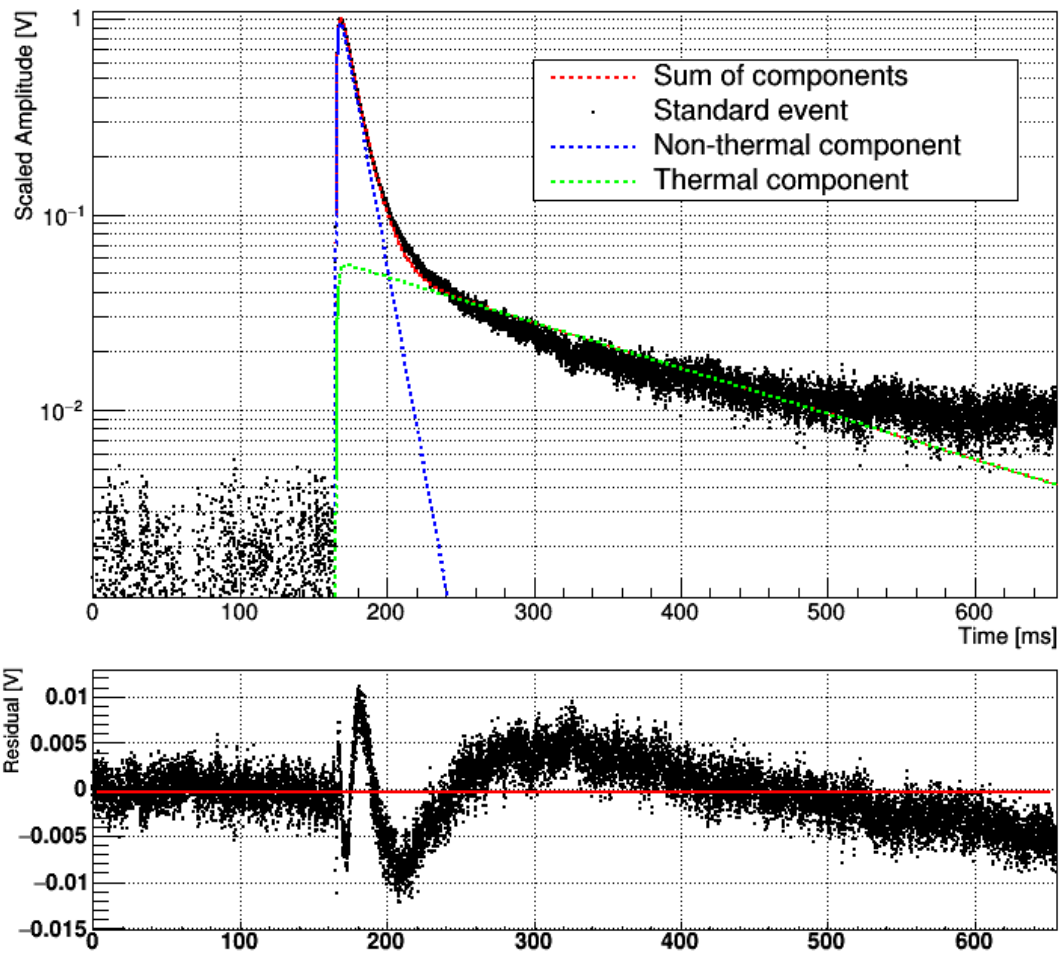 Scaled Amplitude [V]
1
10⁻¹
10⁻²
Sum of components
Standard event
Non-thermal component
Thermal component
0 100 200 300 400 500 600
Time [ms]
Residual [V]
0.01
0.005
0
−0.005
−0.01
−0.015
0 100 200 300 400 500 600